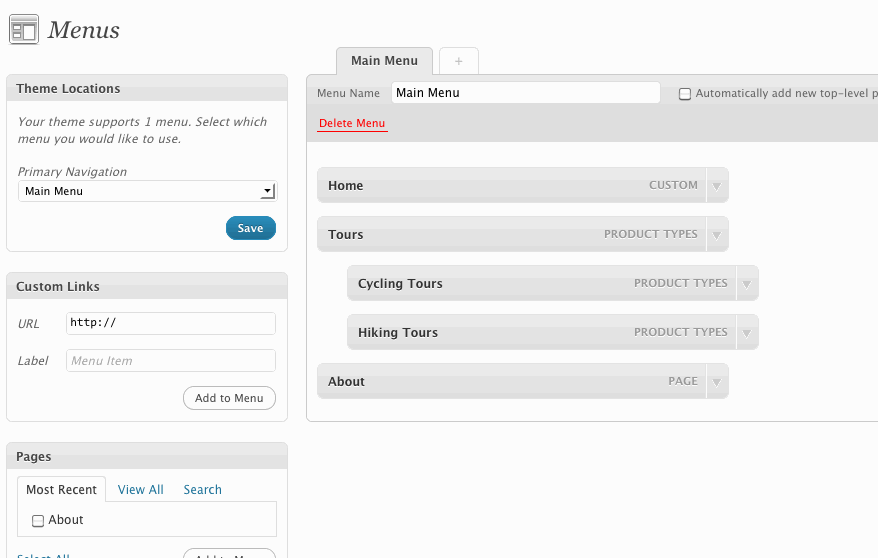 Menus
Theme Locations
Your theme supports 1 menu. Select which
menu you would like to use.
Primary Navigation
Main Menu
Save
Custom Links
URL http://
Label Menu Item
Add to Menu
Pages
Most Recent View All Search
About
Select All Add to Menu
Main Menu +
Menu Name Main Menu Automatically add new top-level p
Delete Menu
Home CUSTOM
Tours PRODUCT TYPES
Cycling Tours PRODUCT TYPES
Hiking Tours PRODUCT TYPES
About PAGE